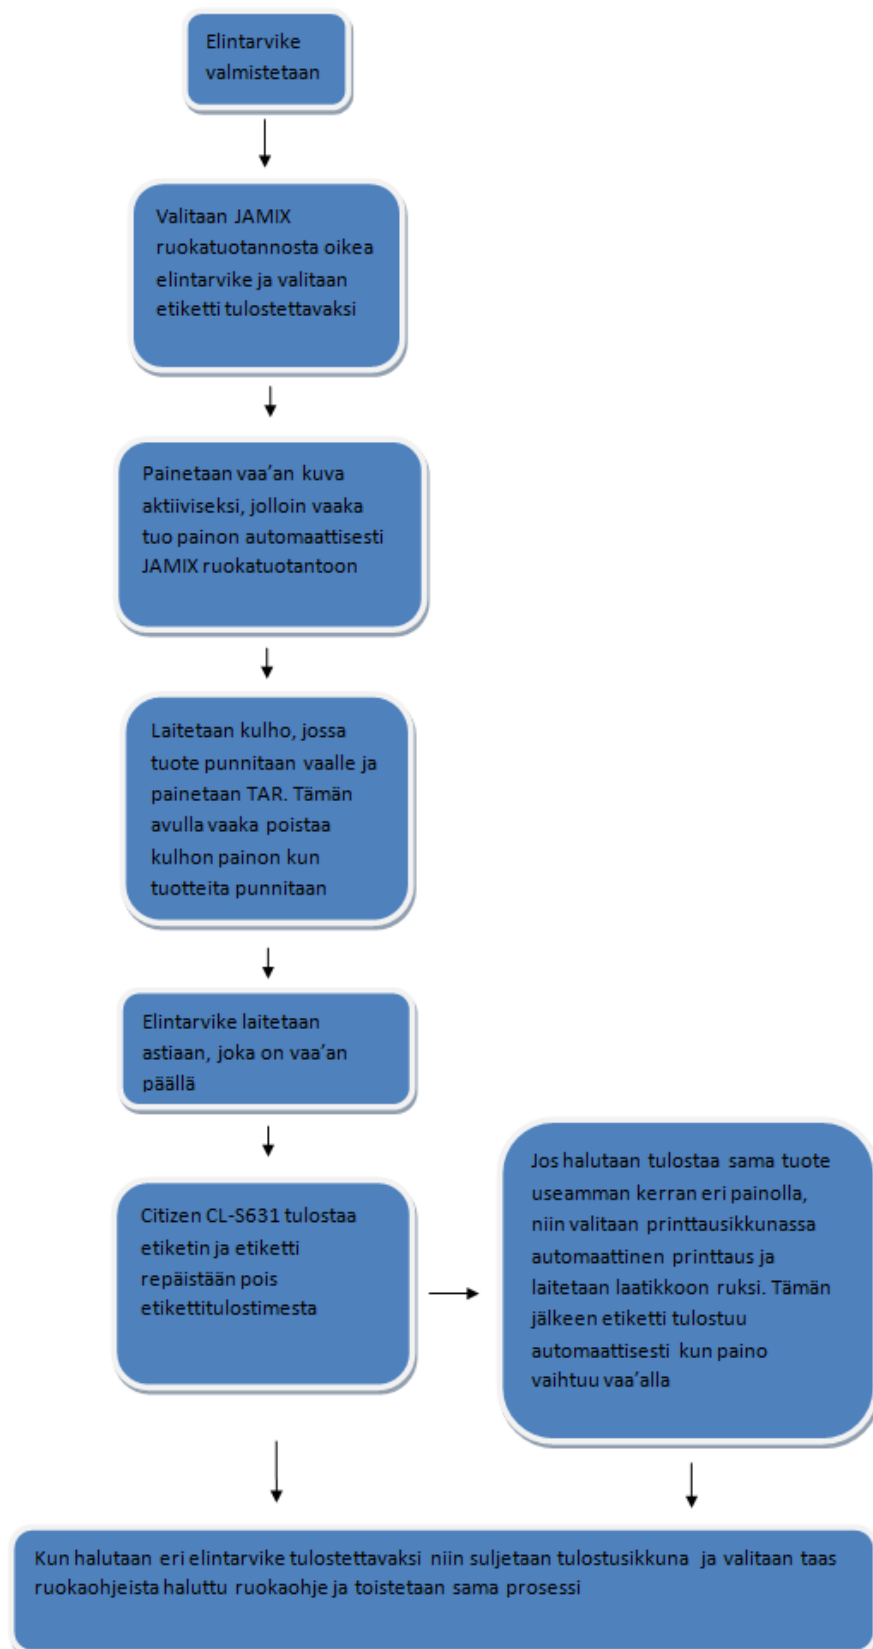 Elintarvike
valmistetaan
Valitaan JAMIX
ruokatuotannosta oikea
elintarvike ja valitaan
etiketti tulostettavaksi
Painetaan vaa’an kuva
aktiiviseksi, jolloin vaaka
tuo painon automaattisesti
JAMIX ruokatuotantoon
Laitetaan kulho, jossa
tuote punnitaan vaalle ja
painetaan TAR. Tämän
avulla vaaka poistaa
kulhon painon kun
tuotteita punnitaan
Elintarvike laitetaan
astiaan, joka on vaa’an
päällä
Citizen CL-S631 tulostaa
etiketin ja etiketti
repäistään pois
etikettitulostimesta
Jos halutaan tulostaa sama tuote
useamman kerran eri painolla,
niin valitaan printtausikkunassa
automaattinen printtaus ja
laitetaan laatikkoon ruksi. Tämän
jälkeen etiketti tulostuu
automaattisesti kun paino
vaihtuu vaa’alla
Kun halutaan eri elintarvike tulostettavaksi niin suljetaan tulostusikkuna ja valitaan taas
ruokaohjeista haluttu ruokaohje ja toistetaan sama prosessi